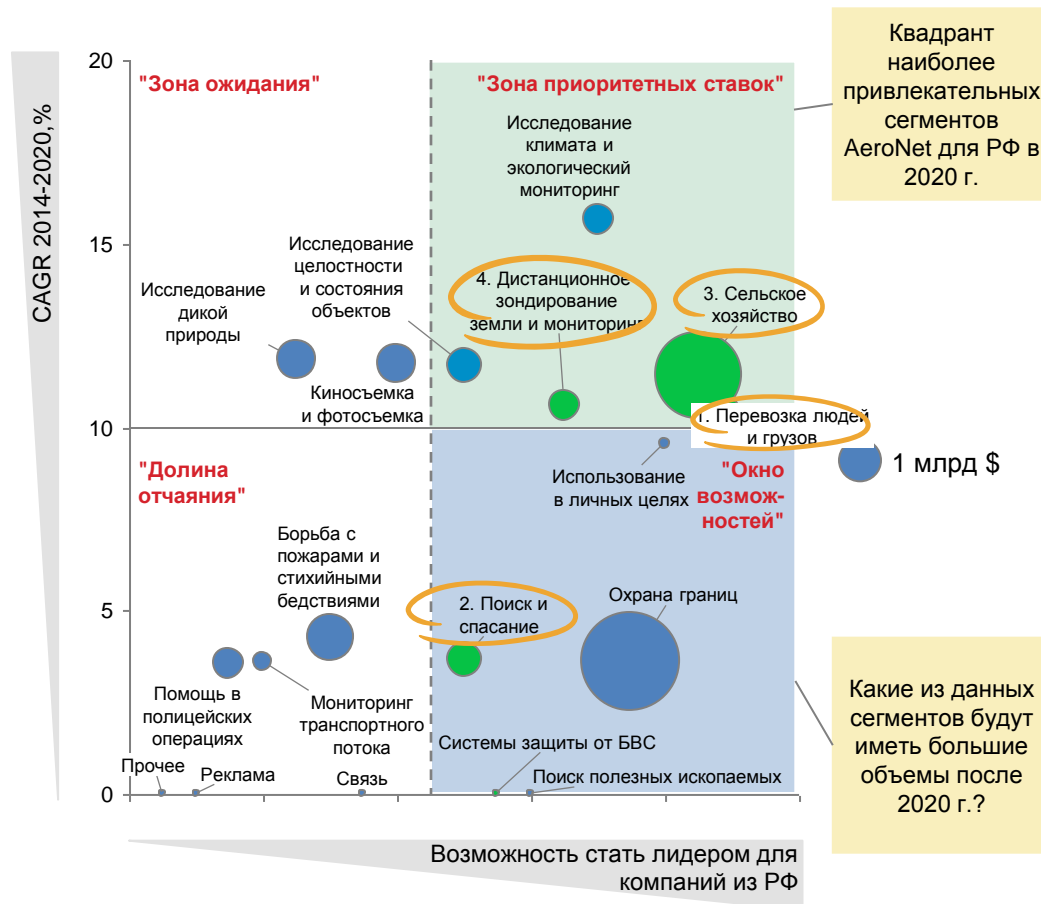 Квадрант
наиболее
привлекательных
сегментов
AeroNet для РФ в
2020 г.
CAGR 2014-2020,%
20
15
10
5
0
"Зона ожидания"
"Зона приоритетных ставок"
Исследование
климата и
экологический
мониторинг
Исследование
целостности
и состояния
объектов
4. Дистанционное
зондирование
земли и мониторинг
3. Сельское
хозяйство
Исследование
дикой
природы
Киносъемка
и фотосъемка
1. Перевозка людей
и грузов
1 млрд $
"Долина
отчаяния"
Использование
в личных целях
"Окно
возмож-
ностей"
Борьба с
пожарами и
стихийными
бедствиями
2. Поиск и
спасание
Охрана границ
Помощь в
полицейских
операциях
Мониторинг
транспортного
потока
Системы защиты от БВС
Прочее
Реклама
Связь
Поиск полезных ископаемых
Какие из данных
сегментов будут
иметь большие
объемы после
2020 г.?
Возможность стать лидером для
компаний из РФ